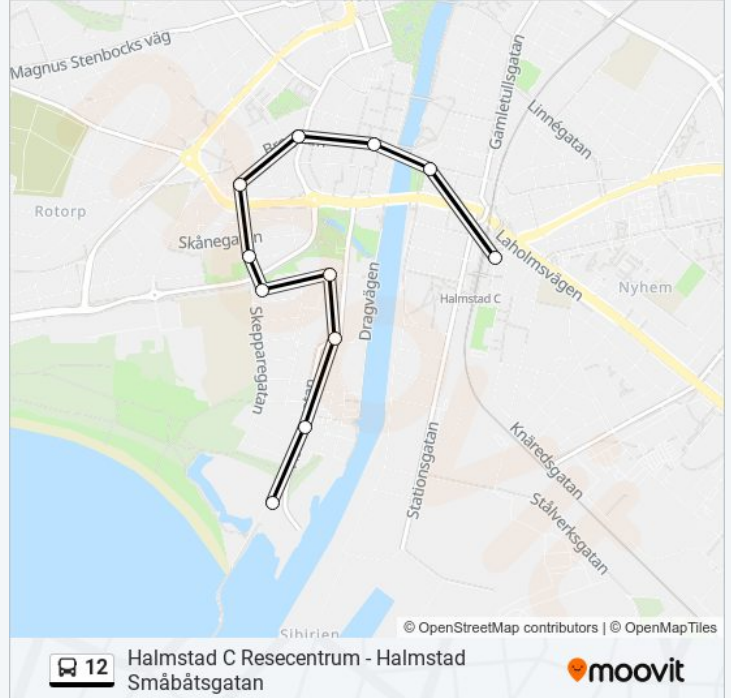 Magnus Stenbocks väg
Gamletullsgatan
Linnégatan
Rotorp
Skånegatan
Laholmsvägen
Nyhem
Halmstad C
Dragvägen
Skepparegatan
Stationsgatan
Knäredsgatan
Stålverksgatan
Sibirien
© OpenStreetMap contributors | © OpenMapTiles
12
Halmstad C Resecentrum - Halmstad
Småbåtsgatan
moovit